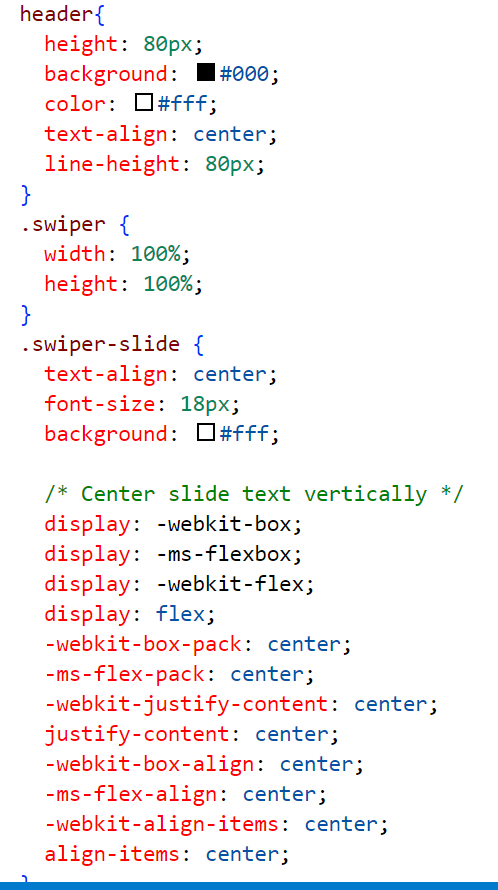 header{
  height: 80px;
  background: #000;
  color: #fff;
  text-align: center;
  line-height: 80px;
}
.swiper {
  width: 100%;
  height: 100%;
}
.swiper-slide {
  text-align: center;
  font-size: 18px;
  background: #fff;

  /* Center slide text vertically */
  display: -webkit-box;
  display: -ms-flexbox;
  display: -webkit-flex;
  display: flex;
  -webkit-box-pack: center;
  -ms-flex-pack: center;
  -webkit-justify-content: center;
  justify-content: center;
  -webkit-box-align: center;
  -ms-flex-align: center;
  -webkit-align-items: center;
  align-items: center;
}